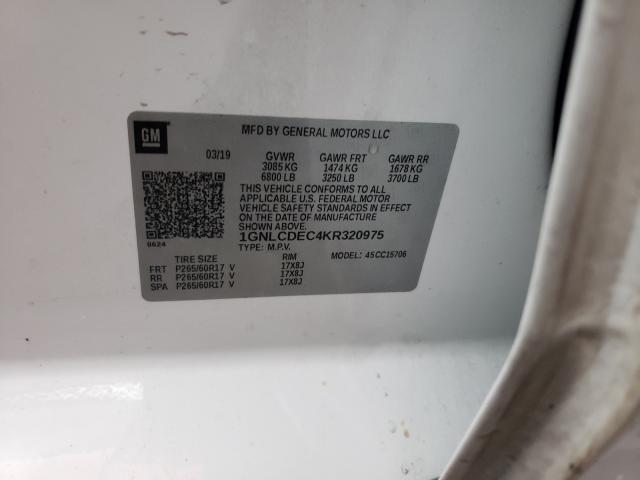 GM
MFD BY GENERAL MOTORS LLC
03/19 GVWR GAWR FRT GAWR RR
3085 KG 1474 KG 1678 KG
6800 LB 3250 LB 3700 LB
THIS VEHICLE CONFORMS TO ALL
APPLICABLE U.S. FEDERAL MOTOR
VEHICLE SAFETY STANDARDS IN EFFECT
ON THE DATE OF MANUFACTURE
SHOWN ABOVE.
1GNLCDEC4KR320975
0624 TYPE: M.P.V. MODEL: 4SCC15706
TIRE SIZE RIM
FRT P265/60R17 V 17X8J
RR P265/60R17 V 17X8J
SPA P265/60R17 V 17X8J